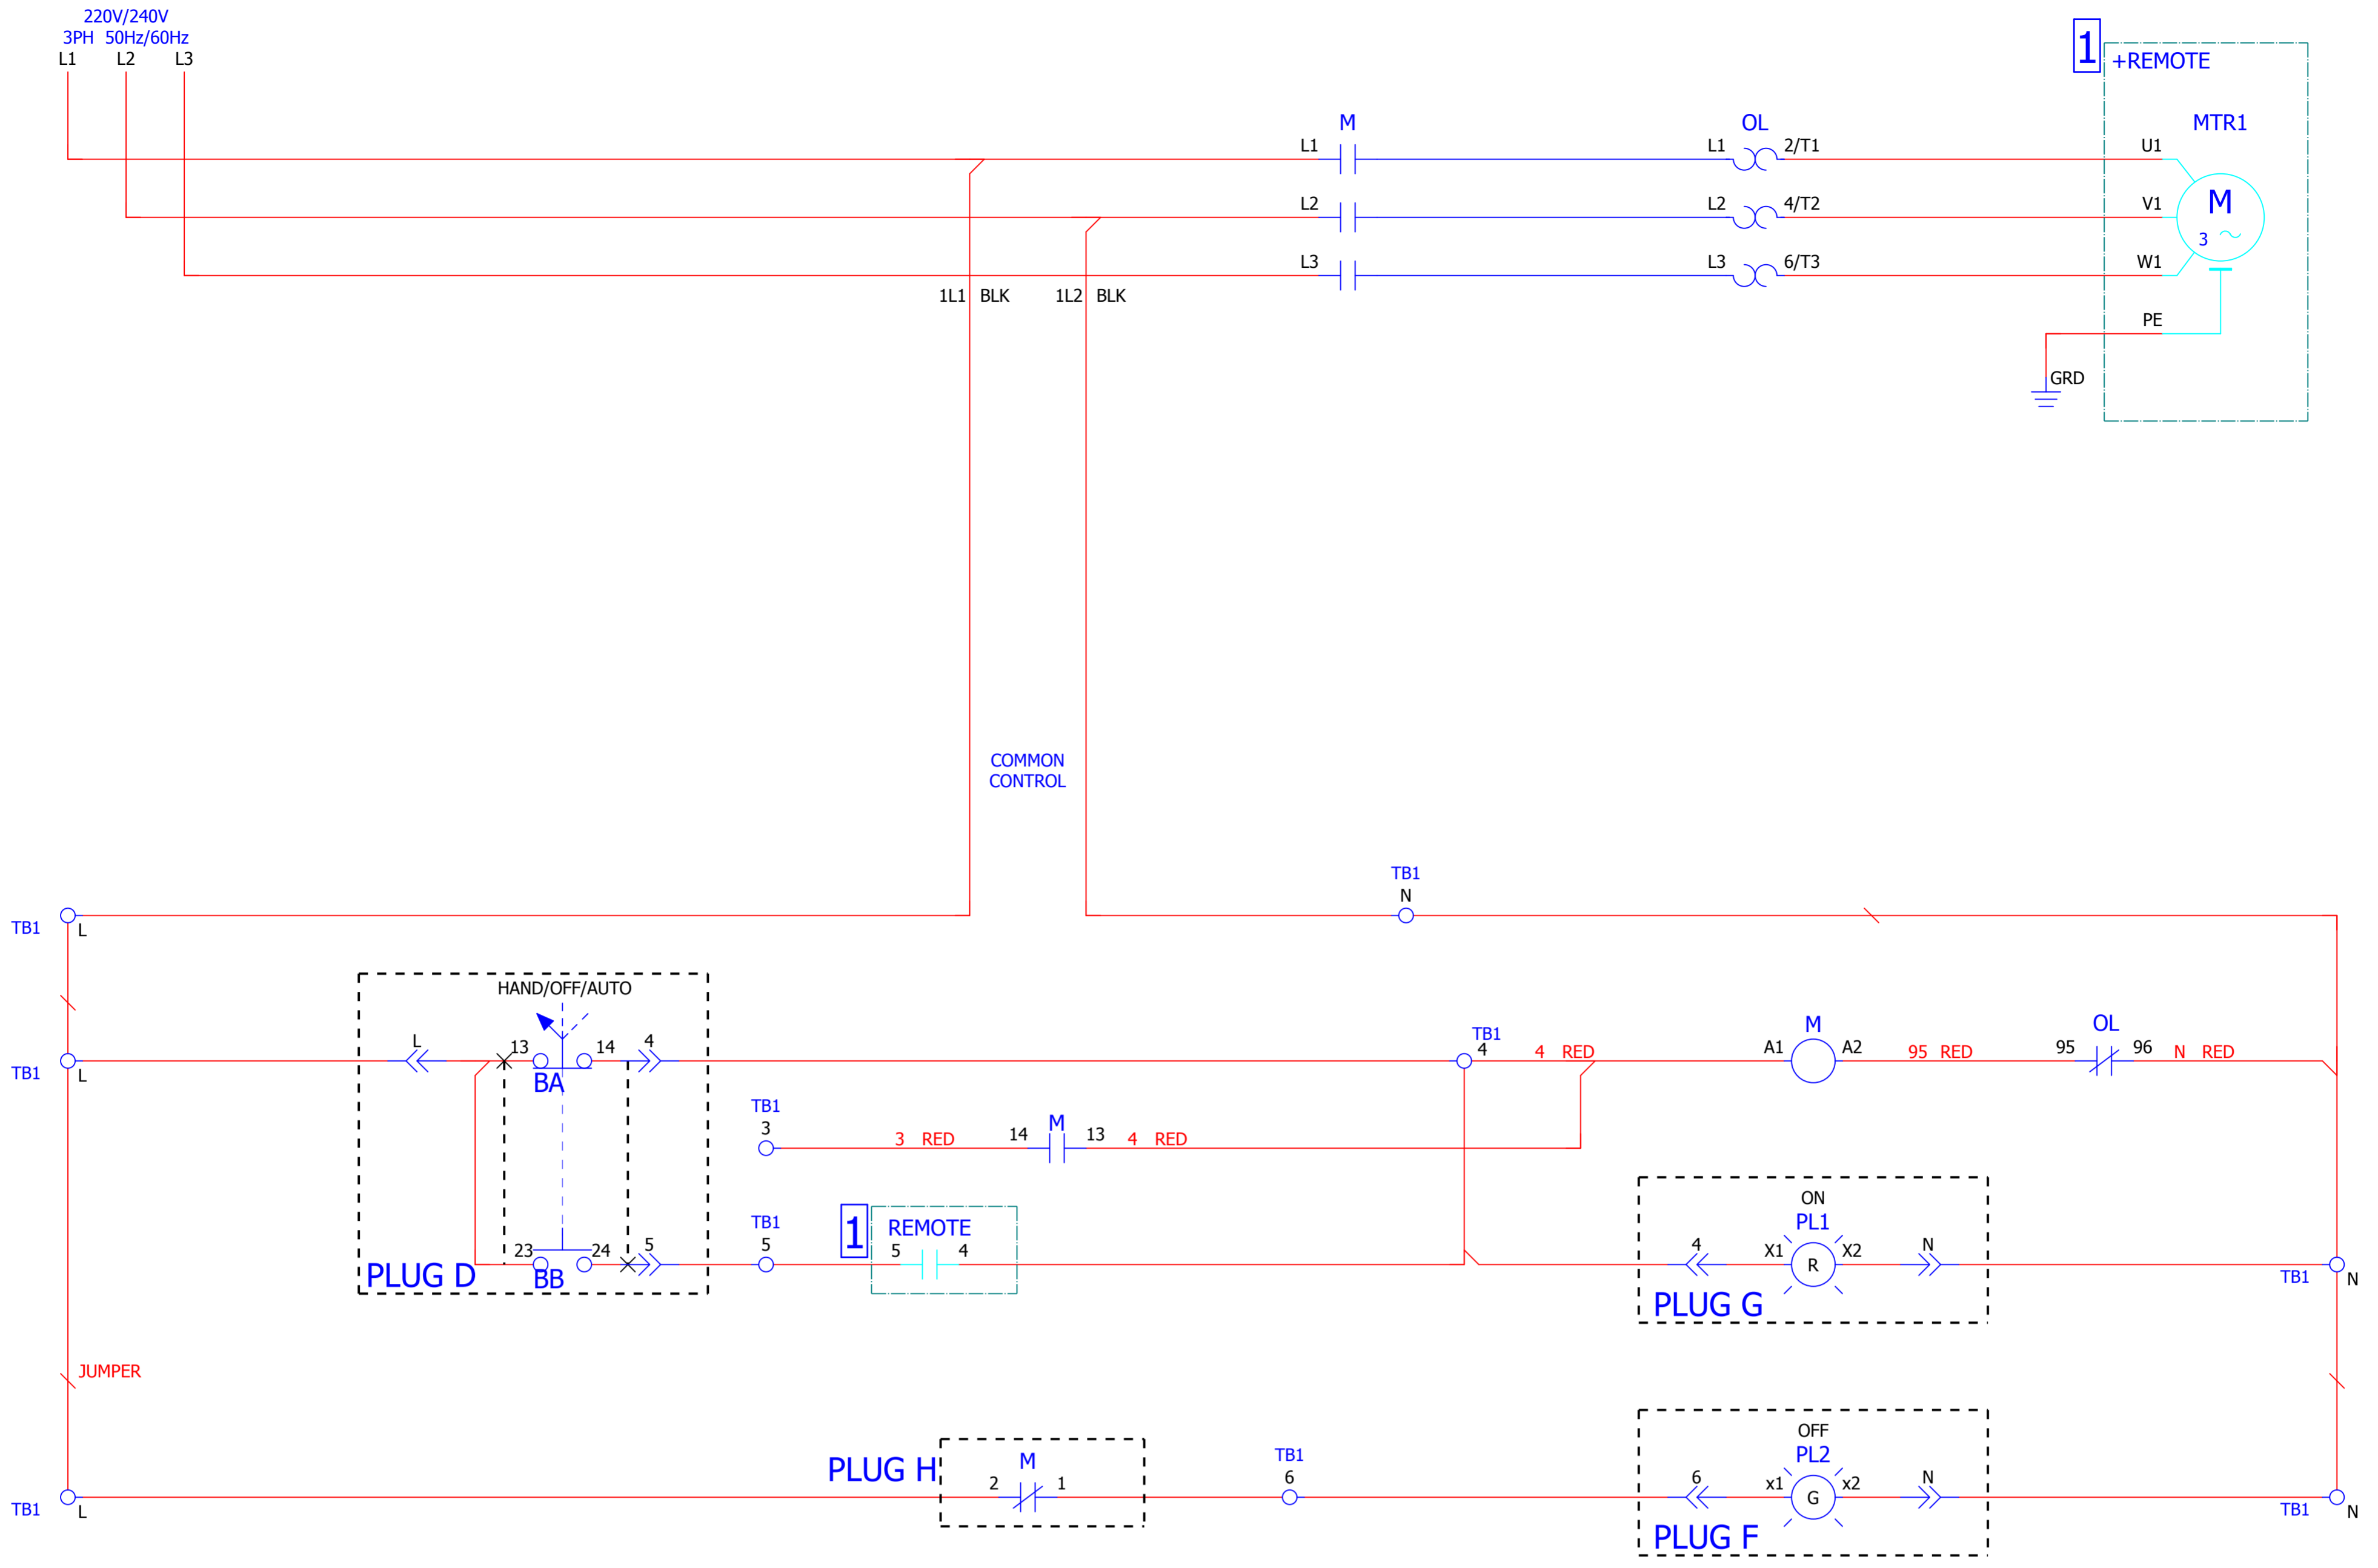 220V/240V
3PH 50Hz/60Hz
L1 L2 L3
1
+REMOTE
M
OL
MTR1
L1
L1 2/T1
U1
L2
L2 4/T2
V1
M
3
L3
L3 6/T3
W1
1L1 BLK
1L2 BLK
PE
GRD
COMMON
CONTROL
TB1
N
TB1
L
HAND/OFF/AUTO
L
13
14
4
BA
TB1
L
TB1
4
4 RED
M
A1
A2
95 RED
OL
95
96
N RED
TB1
3
3 RED
M
14
13
4 RED
23
24
5
BB
PLUG D
TB1
5
1
REMOTE
5
4
ON
PL1
4
X1
R
X2
N
PLUG G
TB1
N
JUMPER
TB1
L
PLUG H
M
2
1
TB1
6
OFF
PL2
6
x1
G
x2
N
PLUG F
TB1
N